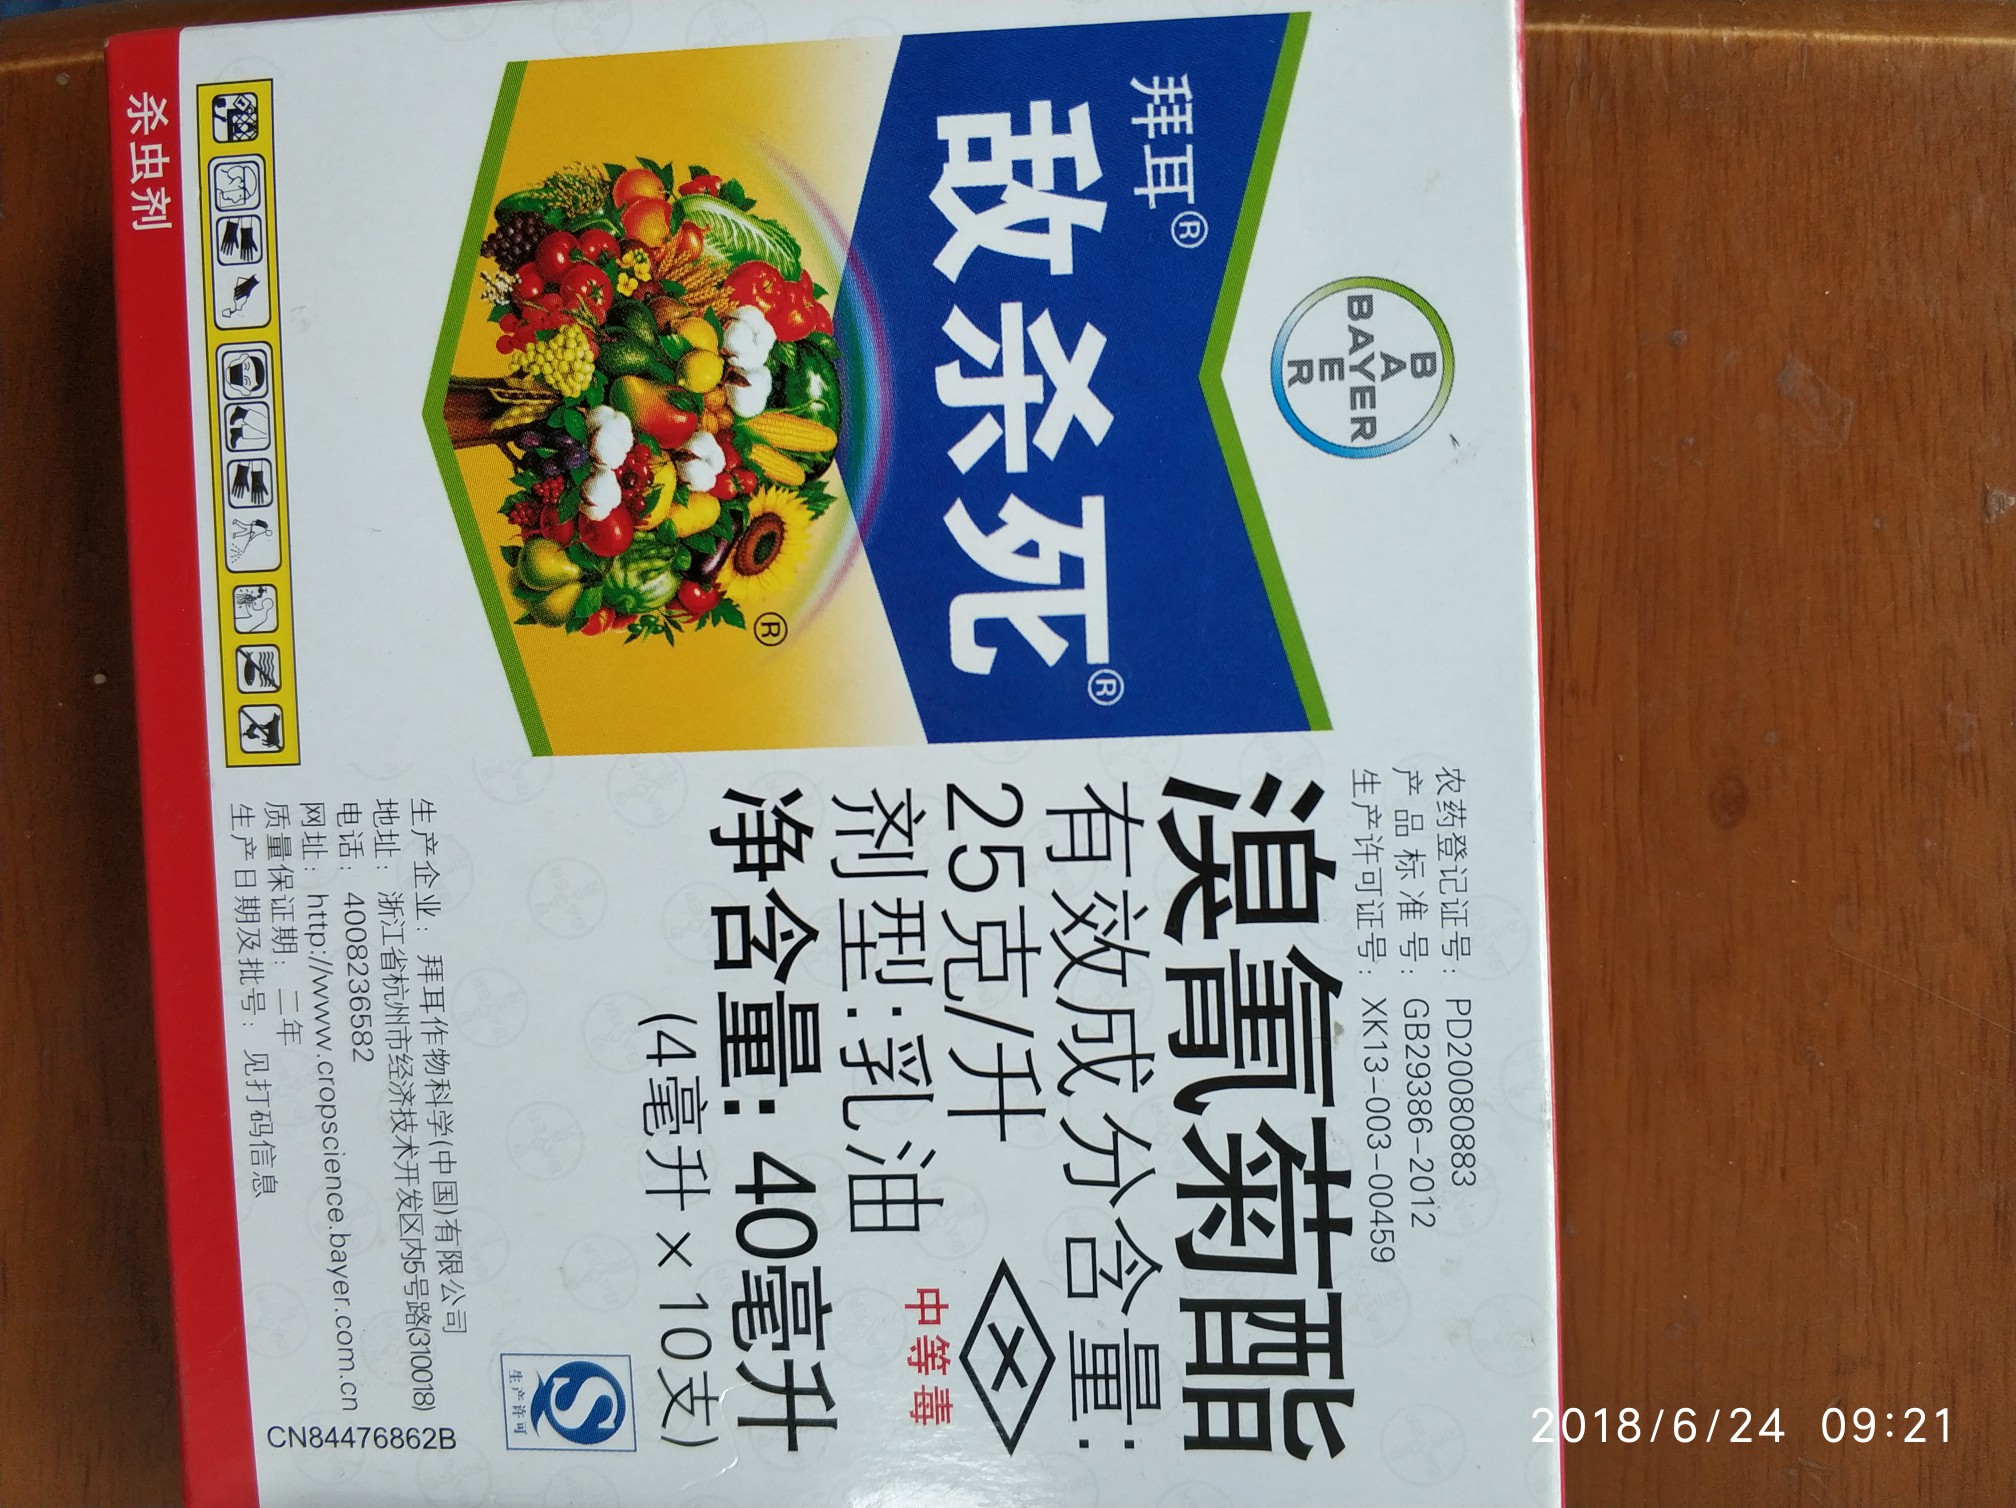 BAYER
BAYER
拜耳®
敌杀死®
®
农药登记证号：PD20080883
产品标准号：GB29386-2012
生产许可证号：XK13-003-00459
溴氰菊酯
有效成分含量：
25克/升
剂型：乳油
中等毒
净含量：40毫升
(4毫升×10支)
生产许可
生产企业：拜耳作物科学(中国)有限公司
地址：浙江省杭州市经济技术开发区内5号路(310018)
电话：4008236582
网址：http://www.cropscience.bayer.com.cn
质量保证期：二年
生产日期及批号：见打码信息
CN84476862B
杀虫剂
2018/6/24 09:21